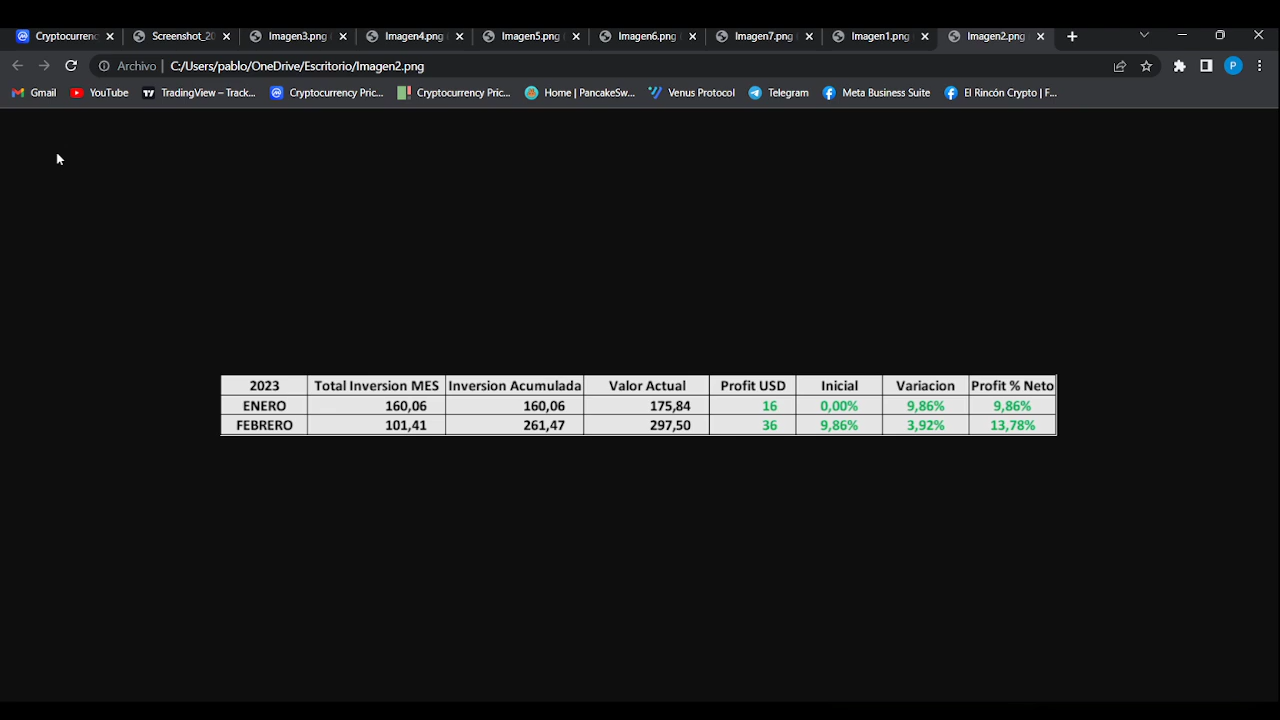 Cryptocurrenc Screenshot_20 Imagen3.png Imagen4.png Imagen5.png Imagen6.png Imagen7.png Imagen1.png Imagen2.png
Archivo | C:/Users/pablo/OneDrive/Escritorio/Imagen2.png P
Gmail YouTube TradingView – Track... Cryptocurrency Pric... Cryptocurrency Pric... Home | PancakeSw... Venus Protocol Telegram Meta Business Suite El Rincón Crypto | F...
2023 Total Inversion MES Inversion Acumulada Valor Actual Profit USD Inicial Variacion Profit % Neto
ENERO 160,06 160,06 175,84 16 0,00% 9,86% 9,86%
FEBRERO 101,41 261,47 297,50 36 9,86% 3,92% 13,78%